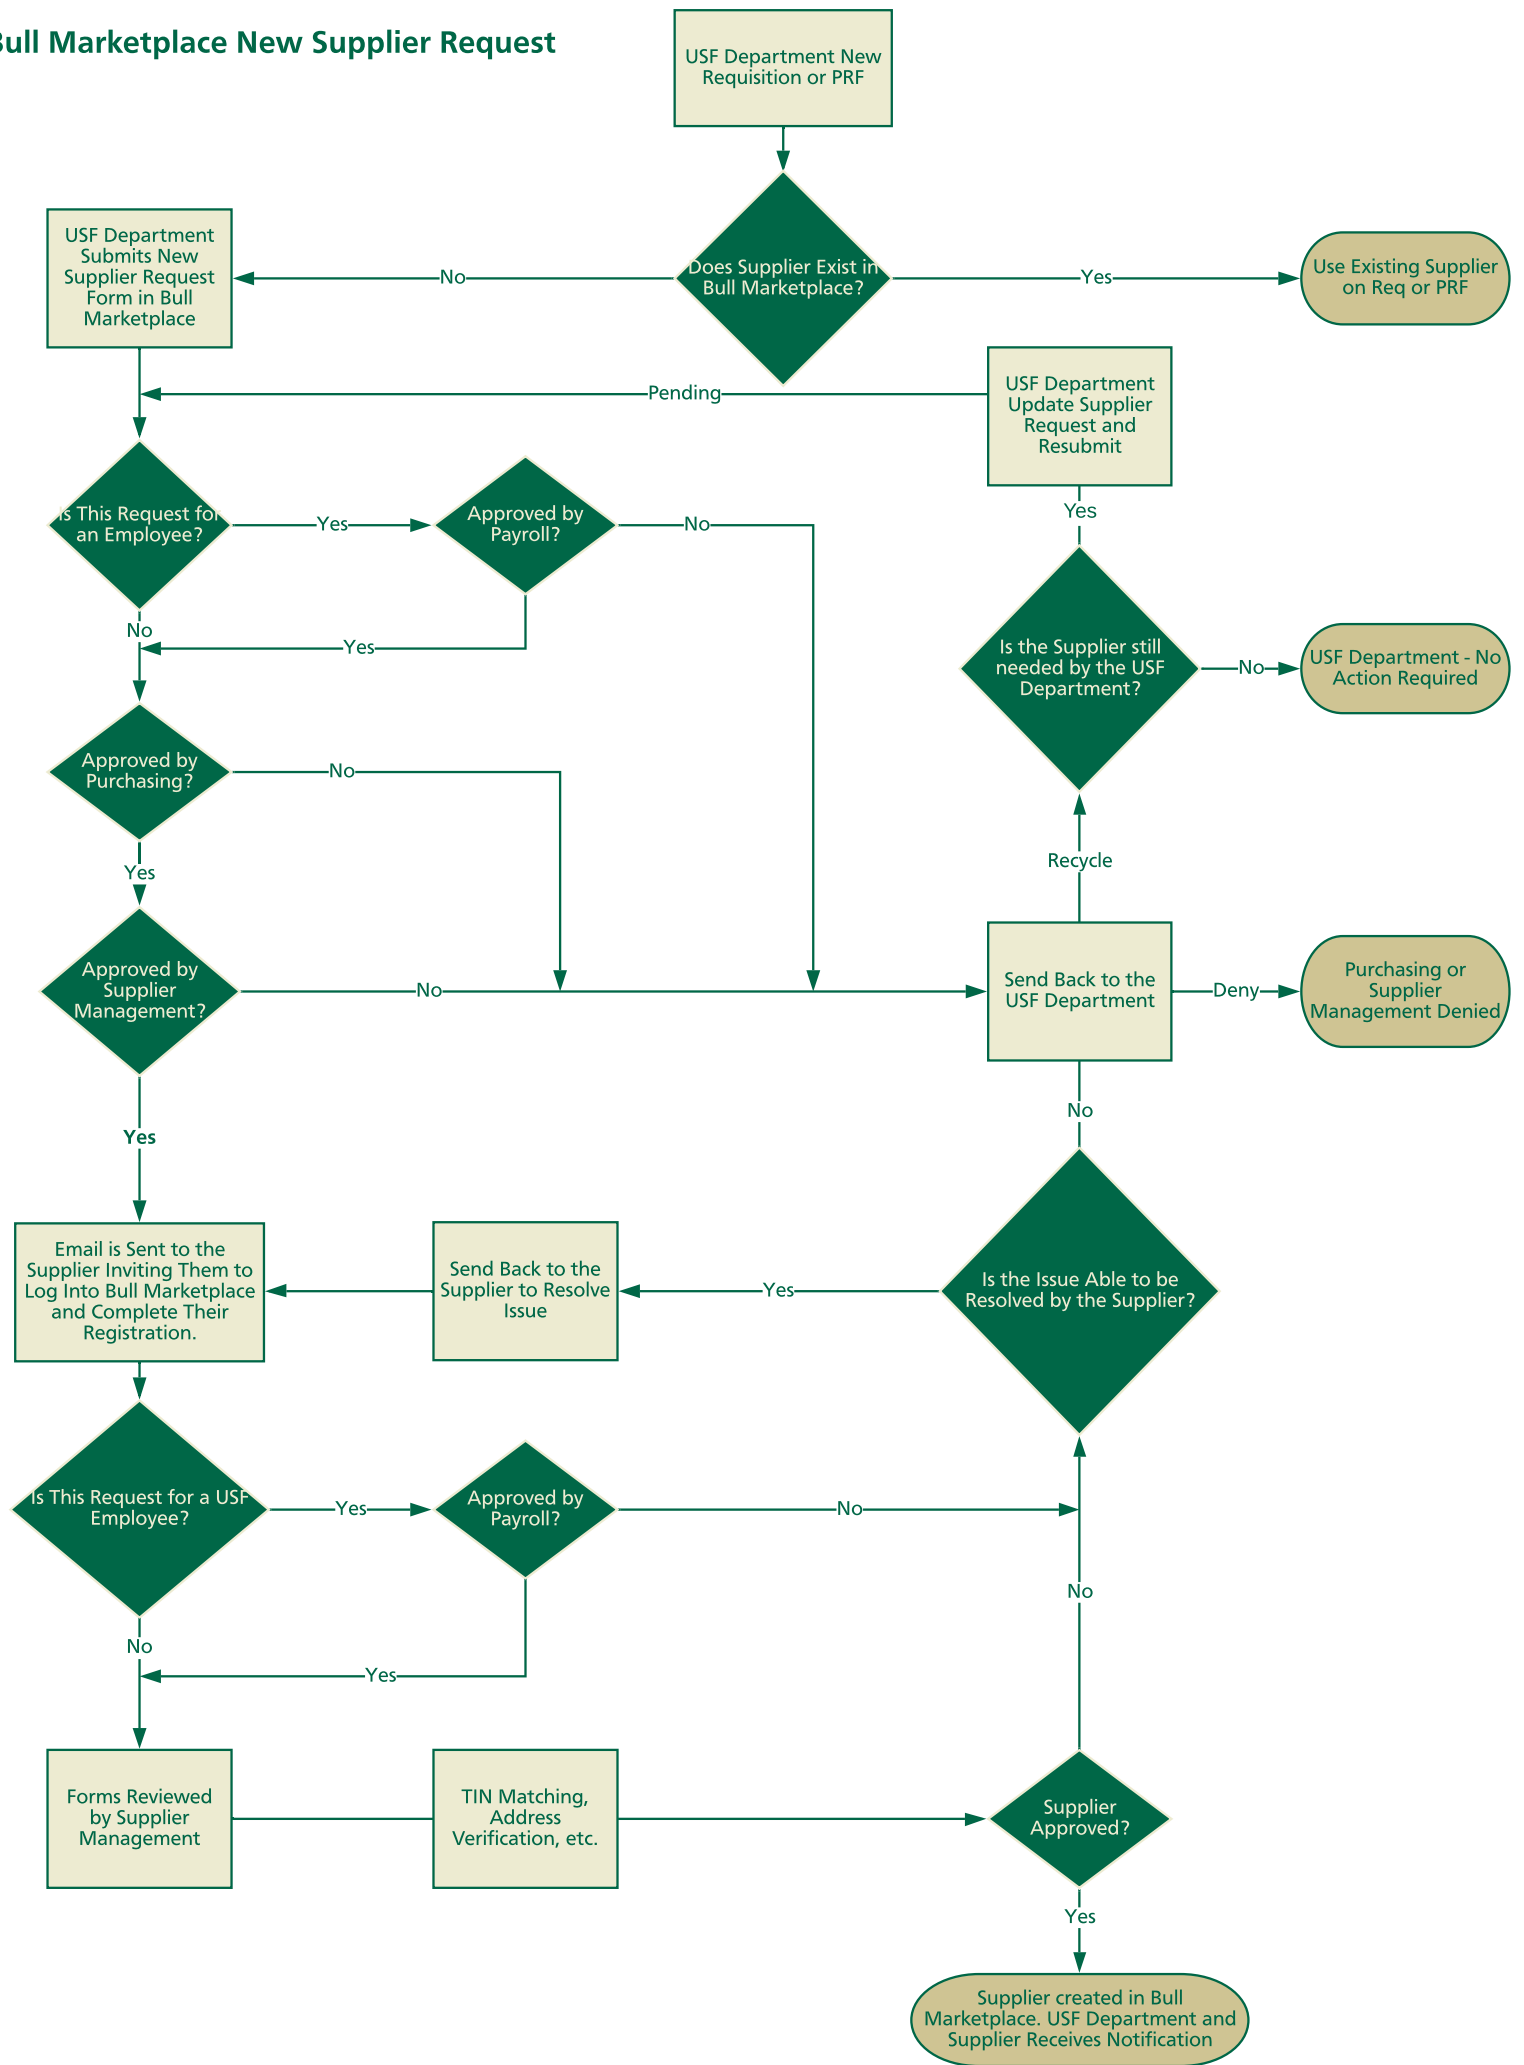 Bull Marketplace New Supplier Request
USF Department New
Requisition or PRF
Does Supplier Exist in
Bull Marketplace?
No
Yes
USF Department
Submits New
Supplier Request
Form in Bull
Marketplace
Use Existing Supplier
on Req or PRF
Pending
USF Department
Update Supplier
Request and
Resubmit
Is This Request for
an Employee?
Yes
Approved by
Payroll?
No
Yes
No
Yes
Is the Supplier still
needed by the USF
Department?
No
USF Department - No
Action Required
Approved by
Purchasing?
No
Yes
Recycle
Approved by
Supplier
Management?
No
Send Back to the
USF Department
Deny
Purchasing or
Supplier
Management Denied
Yes
No
Email is Sent to the
Supplier Inviting Them to
Log Into Bull Marketplace
and Complete Their
Registration.
Send Back to the
Supplier to Resolve
Issue
Yes
Is the Issue Able to be
Resolved by the Supplier?
Is This Request for a USF
Employee?
Yes
Approved by
Payroll?
No
No
No
Yes
Forms Reviewed
by Supplier
Management
TIN Matching,
Address
Verification, etc.
Supplier
Approved?
Yes
Supplier created in Bull
Marketplace. USF Department and
Supplier Receives Notification